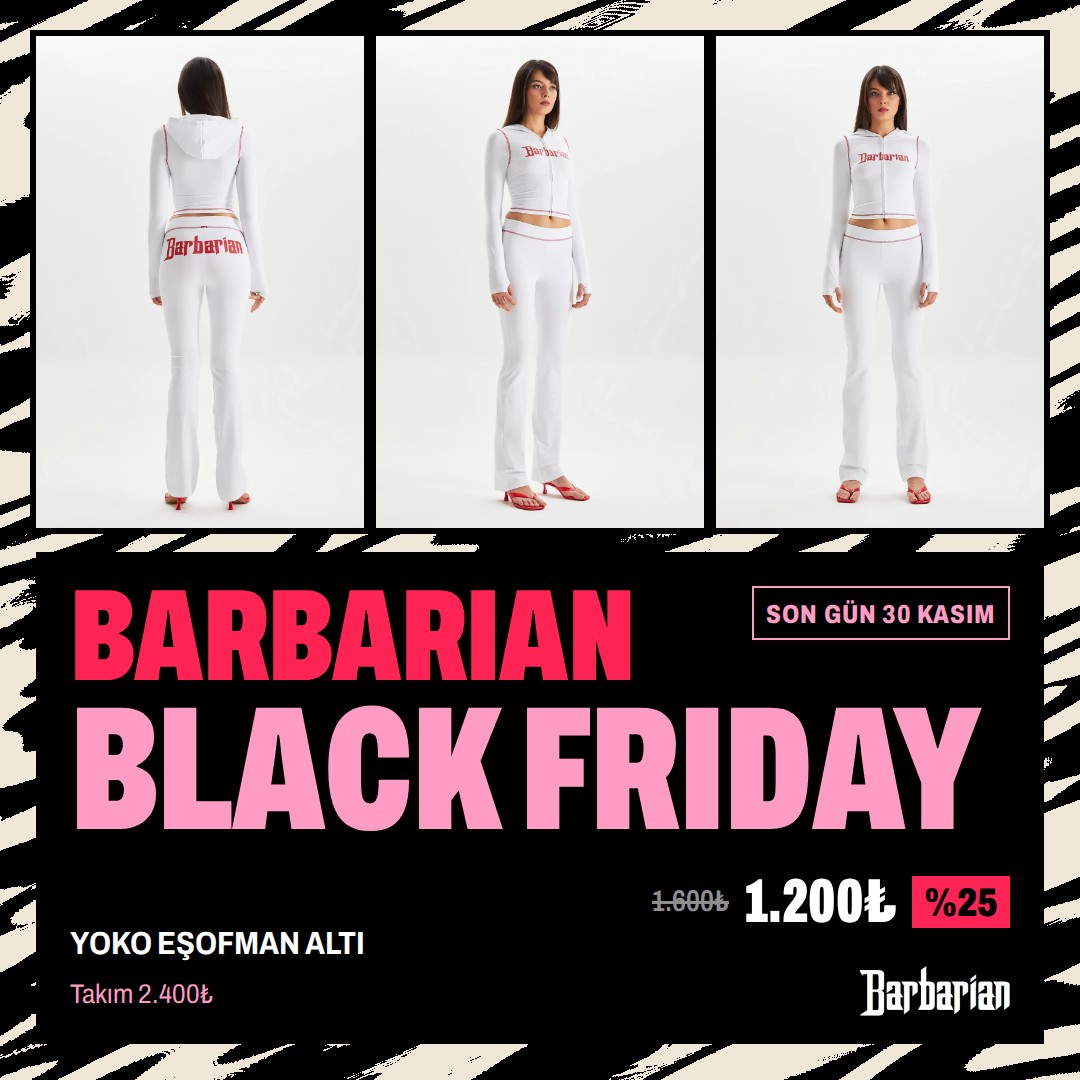 Barbarian
Barbarian
Barbarian
BARBARIAN
SON GÜN 30 KASIM
BLACK FRIDAY
1.600₺ 1.200₺ %25
YOKO EŞOFMAN ALTI
Takım 2.400₺
Barbarian